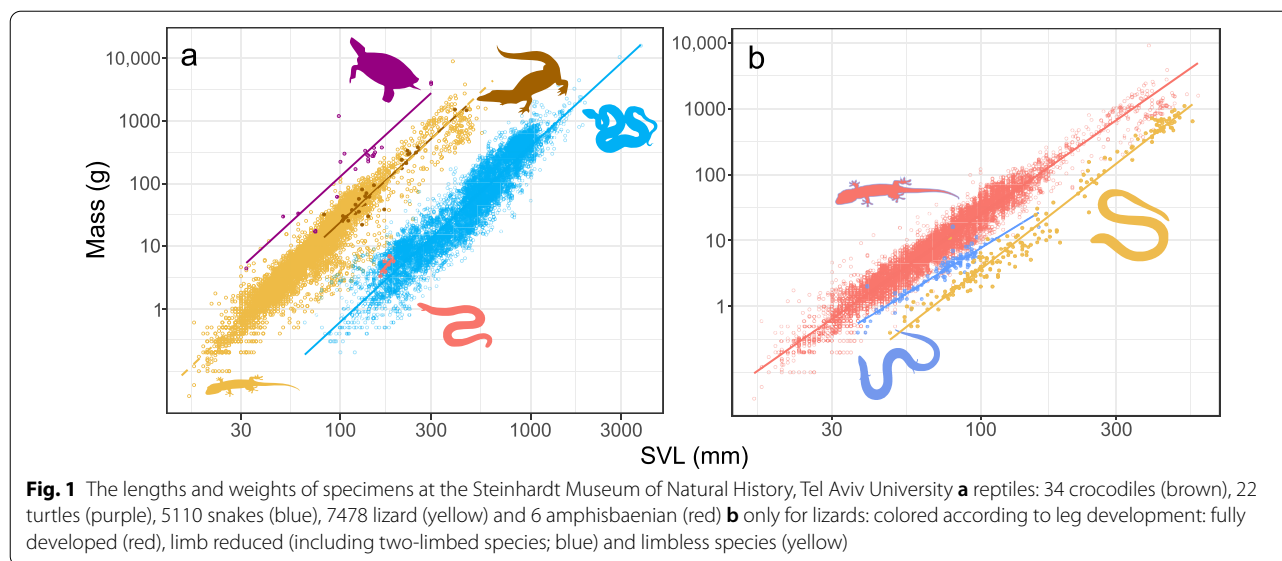 a
b
10,000
1000
100
10
1
10,000
1000
100
10
1
Mass (g)
30 100 300 1000 3000
30 100 300
SVL (mm)
Fig. 1 The lengths and weights of specimens at the Steinhardt Museum of Natural History, Tel Aviv University a reptiles: 34 crocodiles (brown), 22
turtles (purple), 5110 snakes (blue), 7478 lizard (yellow) and 6 amphisbaenian (red) b only for lizards: colored according to leg development: fully
developed (red), limb reduced (including two-limbed species; blue) and limbless species (yellow)